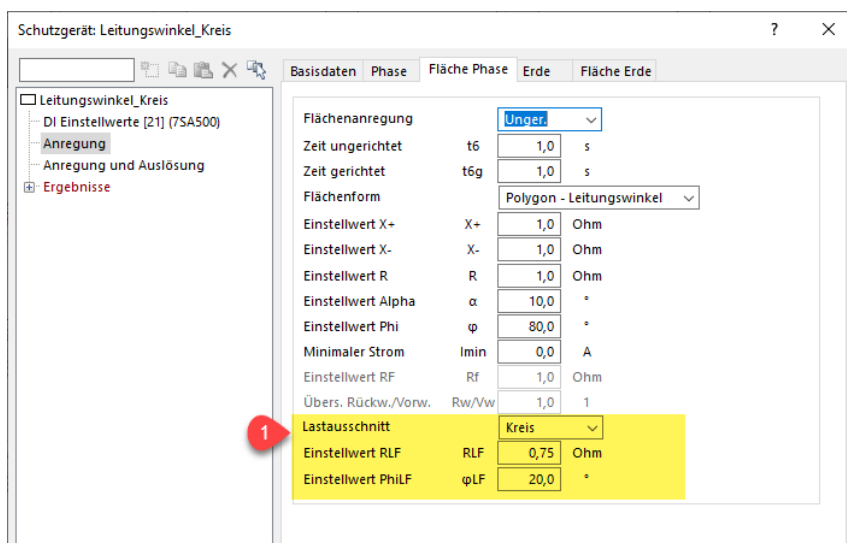 Schutzgerät: Leitungswinkel_Kreis ?
Basisdaten Phase Fläche Phase Erde Fläche Erde
Leitungswinkel_Kreis
DI Einstellwerte [21] (7SA500)
Anregung
Anregung und Auslösung
Ergebnisse
Flächenanregung Unger.
Zeit ungerichtet t6 1,0 s
Zeit gerichtet t6g 1,0 s
Flächenform Polygon - Leitungswinkel
Einstellwert X+ X+ 1,0 Ohm
Einstellwert X- X- 1,0 Ohm
Einstellwert R R 1,0 Ohm
Einstellwert Alpha α 10,0 °
Einstellwert Phi φ 80,0 °
Minimaler Strom Imin 0,0 A
Einstellwert RF Rf 1,0 Ohm
Übers. Rückw./Vorw. Rw/Vw 1,0 1
1
Lastausschnitt Kreis
Einstellwert RLF RLF 0,75 Ohm
Einstellwert PhiLF φLF 20,0 °